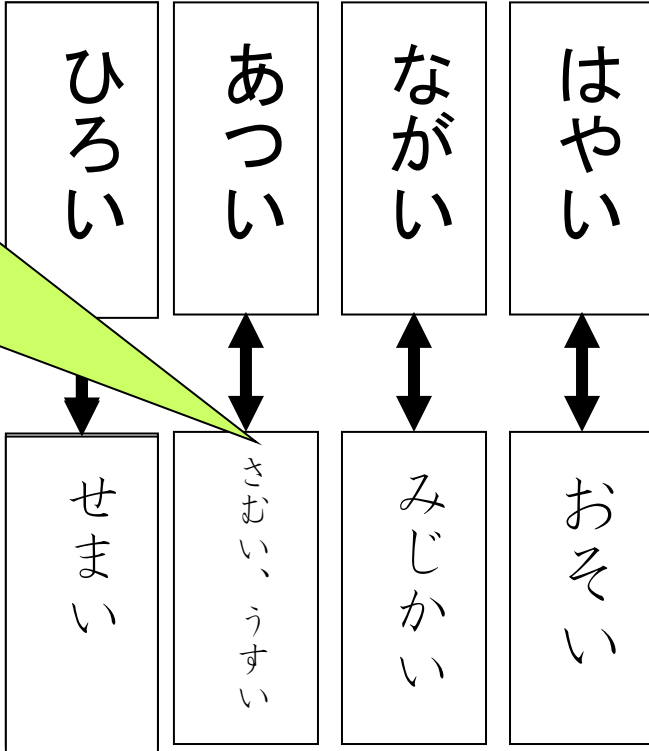 はやい
おそい
ながい
みじかい
あつい
さむい、うすい
ひろい
せまい